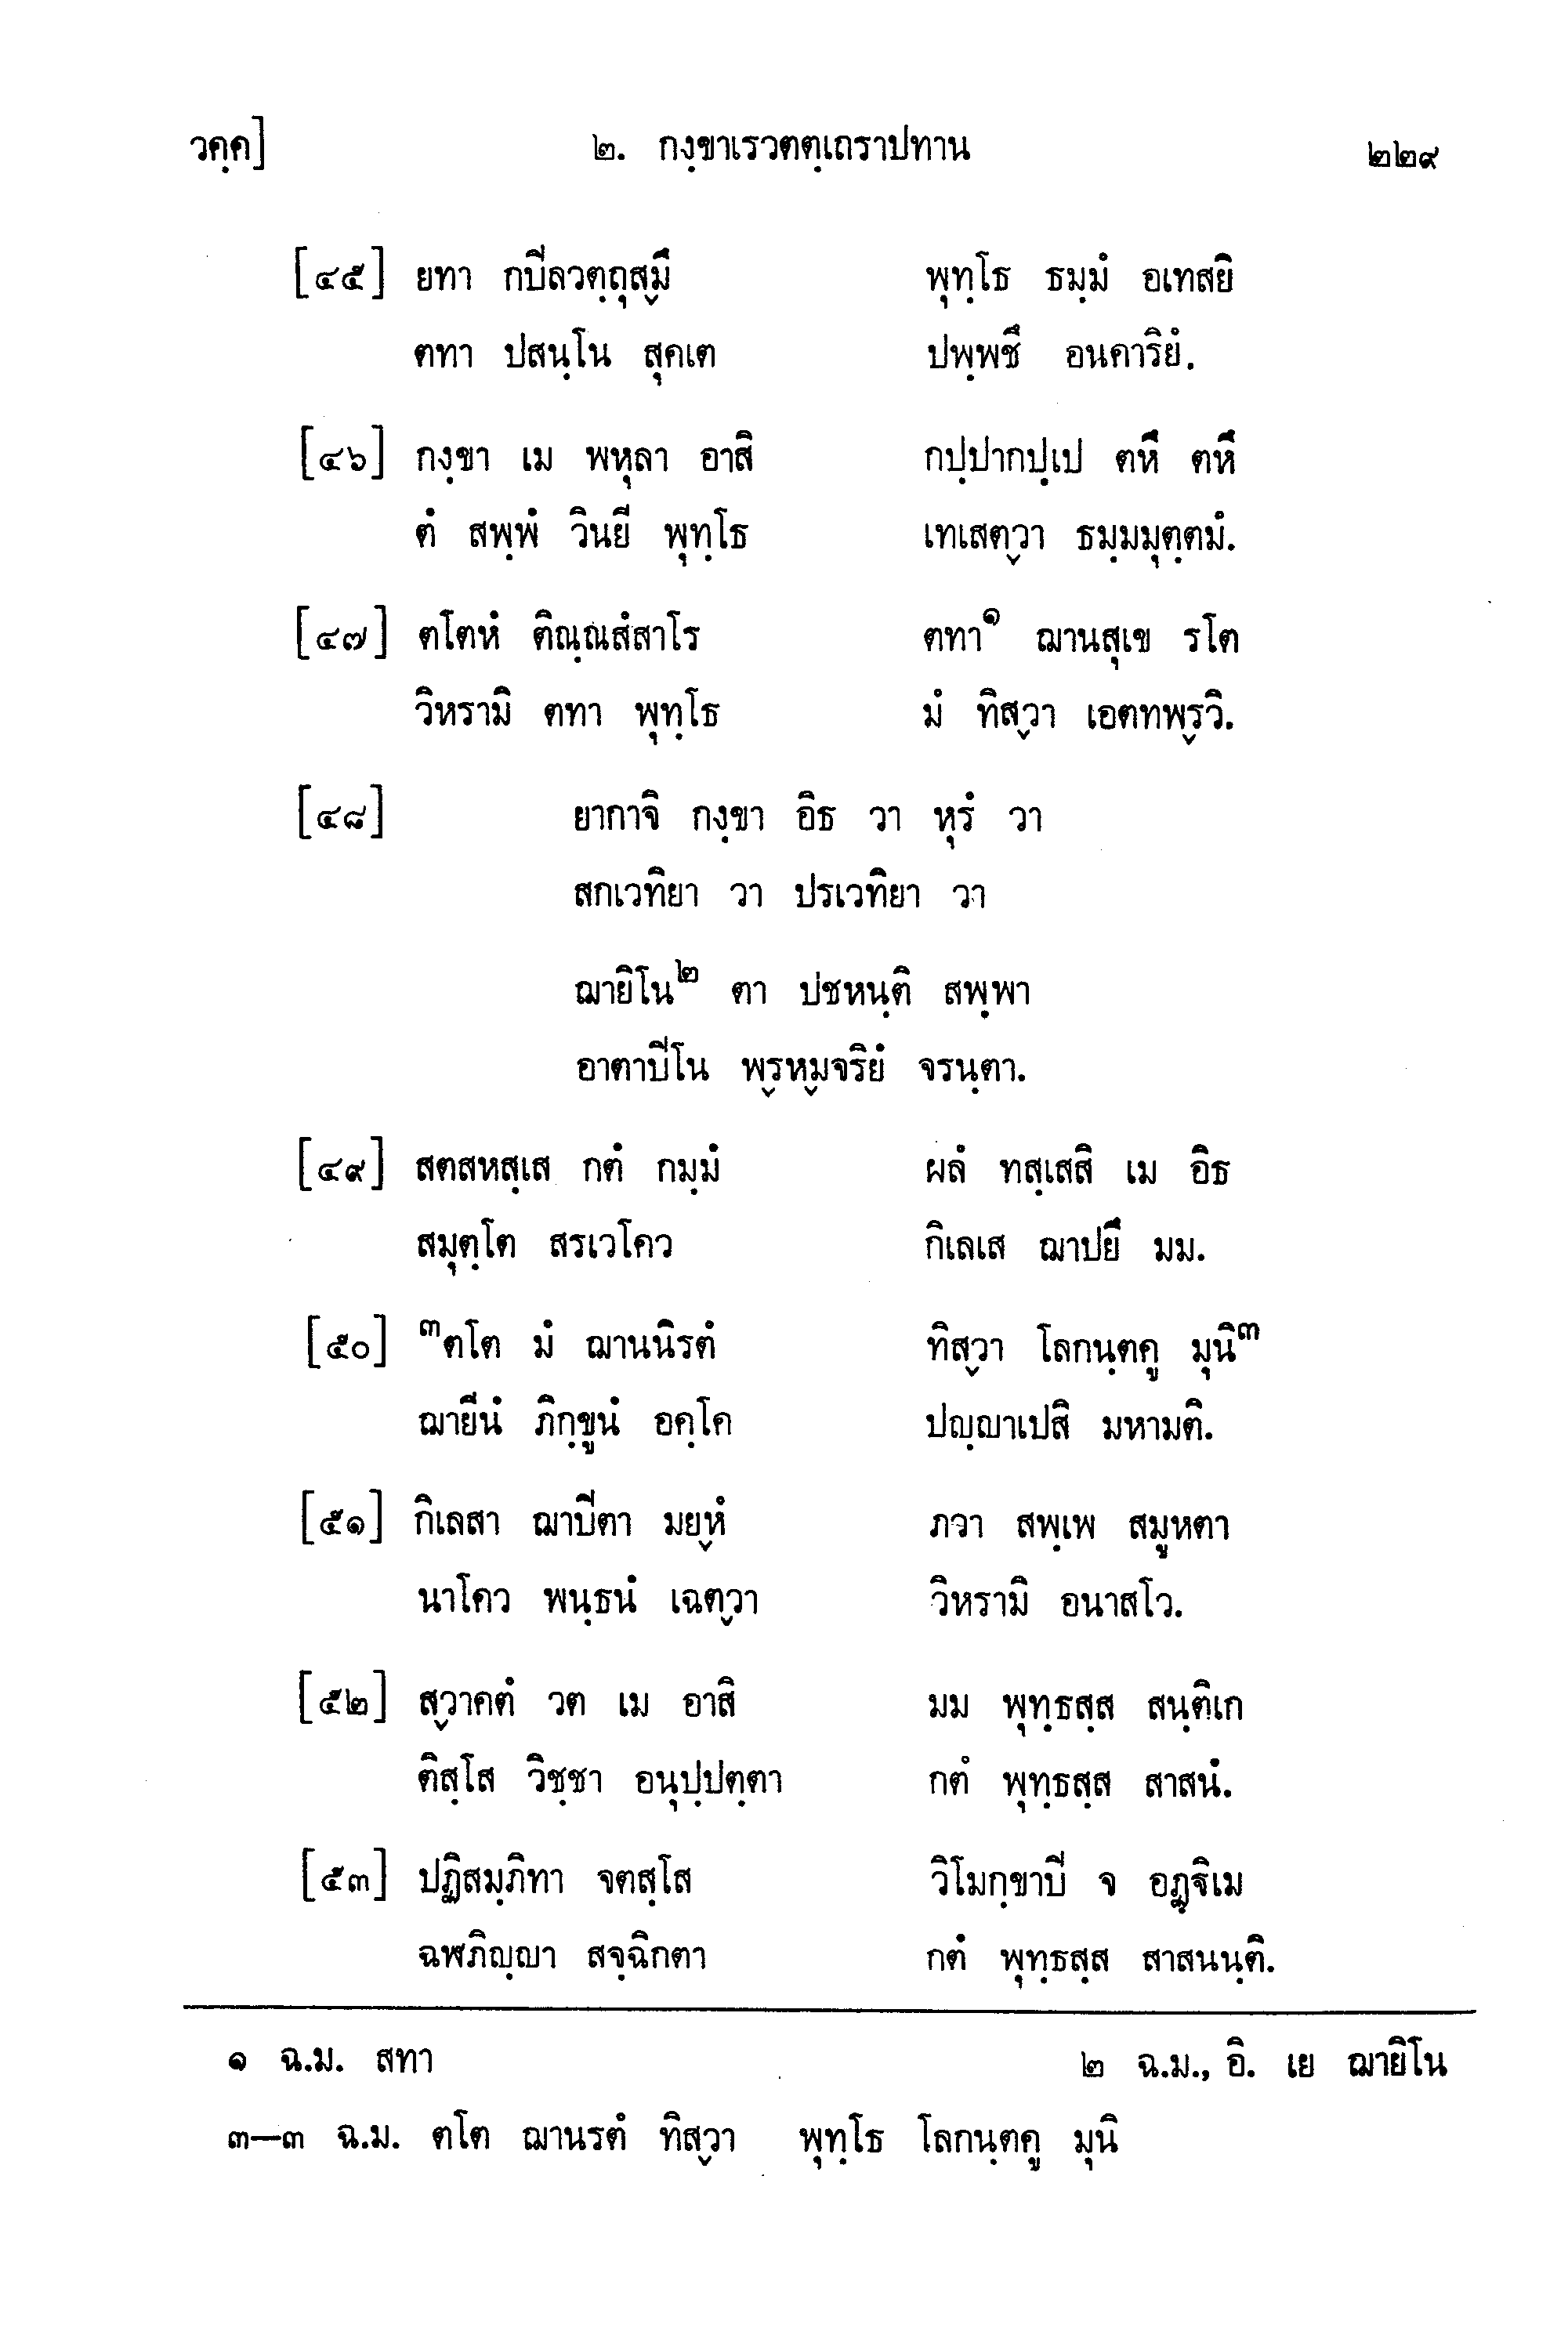 วคฺค] ๒. กงฺขาเรวตตฺเถราปทาน ๒๒๙
[๔๕] ยทา กปิลวตฺถุสฺมึ พุทฺโธ ธมฺมํ อเทสยิ
ตทา ปสนฺโน สุคเต ปพฺพชึ อนคาริยํ.
[๔๖] กงฺขา เม พหุลา อาสิ กปฺปากปฺเป ตหึ ตหึ
ตํ สพฺพํ วินยี พุทฺโธ เทเสตฺวา ธมฺมมุตฺตมํ.
[๔๗] ตโตหํ ติณฺณสํสาโร ตทา๑ ฌานสุเข รโต
วิหรามิ ตทา พุทฺโธ มํ ทิสฺวา เอตทพฺรวิ.
[๔๘] ยากาจิ กงฺขา อิธ วา หุรํ วา
สกเวทิยา วา ปรเวทิยา วา
ฌายิโน๒ ตา ปชหนฺติ สพฺพา
อาตาปิโน พฺรหฺมจริยํ จรนฺตา.
[๔๙] สตสหสฺเส กตํ กมฺมํ ผลํ ทสฺเสสิ เม อิธ
สมุตฺโต สรเวโคว กิเลเส ฌาปยึ มม.
[๕๐] ๓ตโต มํ ฌานนิรตํ ทิสฺวา โลกนฺตคู มุนิ๓
ฌายีนํ ภิกฺขูนํ อคฺโค ปญฺญาเปสิ มหามติ.
[๕๑] กิเลสา ฌาปิตา มยฺหํ ภวา สพฺเพ สมูหตา
นาโคว พนฺธนํ เฉตฺวา วิหรามิ อนาสโว.
[๕๒] สฺวาคตํ วต เม อาสิ มม พุทฺธสฺส สนฺติเก
ติสฺโส วิชฺชา อนุปฺปตฺตา กตํ พุทฺธสฺส สาสนํ.
[๕๓] ปฏิสมฺภิทา จตสฺโส วิโมกฺขาปิ จ อฏฺฐิเม
ฉฬภิญฺญา สจฺฉิกตา กตํ พุทฺธสฺส สาสนนฺติ.
๑ ฉ.ม. สทา ๒ ฉ.ม., อิ. เย ฌายิโน
๓—๓ ฉ.ม. ตโต ฌานรตํ ทิสฺวา พุทฺโธ โลกนฺตคู มุนิ